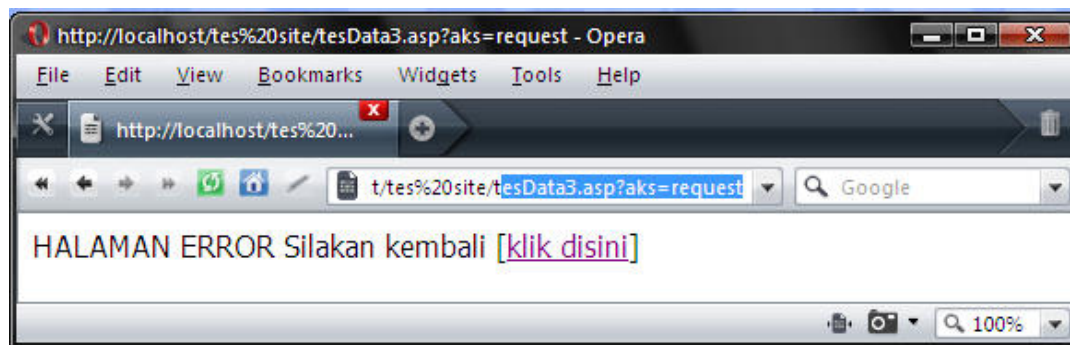 http://localhost/tes%20site/tesData3.asp?aks=request - Opera
File Edit View Bookmarks Widgets Tools Help
http://localhost/tes%20...
t/tes%20site/tesData3.asp?aks=request Google
HALAMAN ERROR Silakan kembali [klik disini]
100%